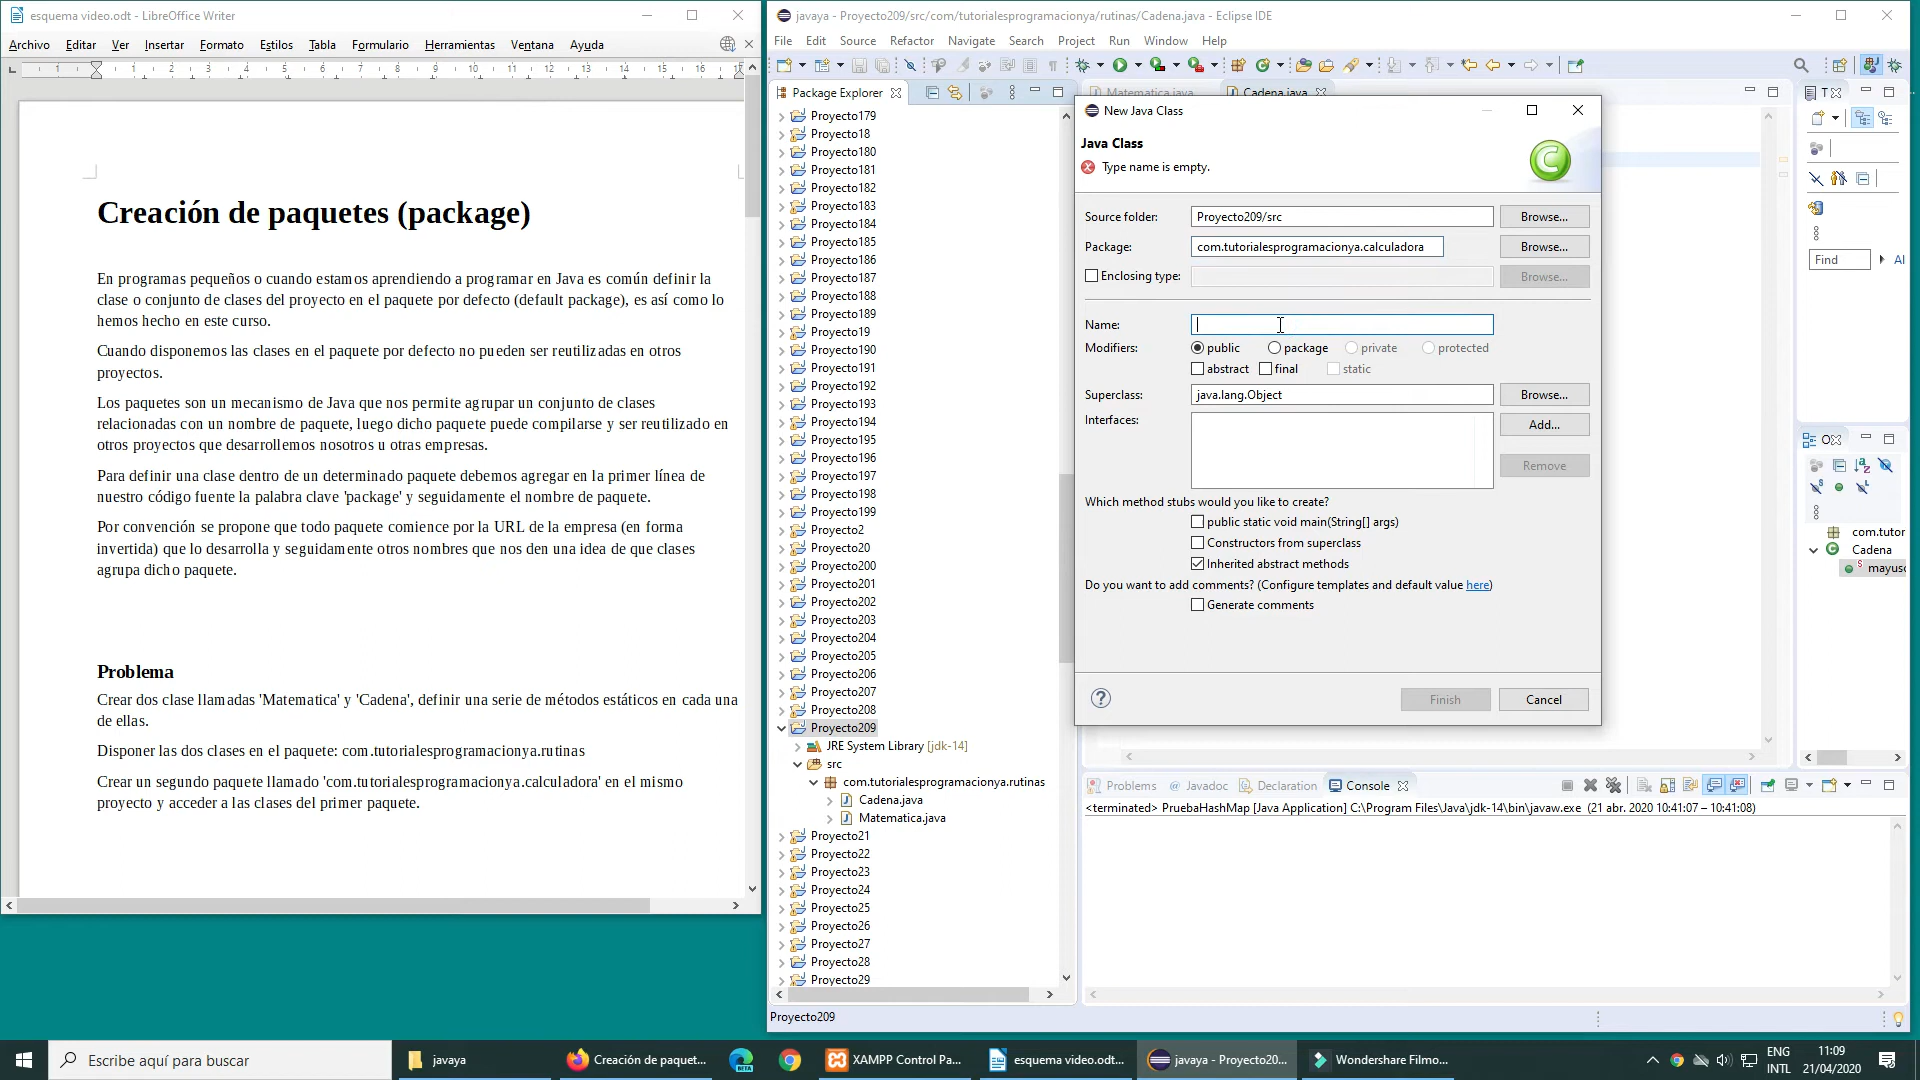 esquema video.odt - LibreOffice Writer
Archivo Editar Ver Insertar Formato Estilos Tabla Formulario Herramientas Ventana Ayuda
1 1 2 3 4 5 6 7 8 9 10 11 12 13 14 15 16 17
Creación de paquetes (package)
En programas pequeños o cuando estamos aprendiendo a programar en Java es común definir la
clase o conjunto de clases del proyecto en el paquete por defecto (default package), es así como lo
hemos hecho en este curso.
Cuando disponemos las clases en el paquete por defecto no pueden ser reutilizadas en otros
proyectos.
Los paquetes son un mecanismo de Java que nos permite agrupar un conjunto de clases
relacionadas con un nombre de paquete, luego dicho paquete puede compilarse y ser reutilizado en
otros proyectos que desarrollemos nosotros u otras empresas.
Para definir una clase dentro de un determinado paquete debemos agregar en la primer línea de
nuestro código fuente la palabra clave 'package' y seguidamente el nombre de paquete.
Por convención se propone que todo paquete comience por la URL de la empresa (en forma
invertida) que lo desarrolla y seguidamente otros nombres que nos den una idea de que clases
agrupa dicho paquete.
Problema
Crear dos clase llamadas 'Matematica' y 'Cadena', definir una serie de métodos estáticos en cada una
de ellas.
Disponer las dos clases en el paquete: com.tutorialesprogramacionya.rutinas
Crear un segundo paquete llamado 'com.tutorialesprogramacionya.calculadora' en el mismo
proyecto y acceder a las clases del primer paquete.
javaya - Proyecto209/src/com/tutorialesprogramacionya/rutinas/Cadena.java - Eclipse IDE
File Edit Source Refactor Navigate Search Project Run Window Help
Package Explorer
Proyecto179
Proyecto18
Proyecto180
Proyecto181
Proyecto182
Proyecto183
Proyecto184
Proyecto185
Proyecto186
Proyecto187
Proyecto188
Proyecto189
Proyecto19
Proyecto190
Proyecto191
Proyecto192
Proyecto193
Proyecto194
Proyecto195
Proyecto196
Proyecto197
Proyecto198
Proyecto199
Proyecto2
Proyecto20
Proyecto200
Proyecto201
Proyecto202
Proyecto203
Proyecto204
Proyecto205
Proyecto206
Proyecto207
Proyecto208
Proyecto209
JRE System Library [jdk-14]
src
com.tutorialesprogramacionya.rutinas
Cadena.java
Matematica.java
Proyecto21
Proyecto22
Proyecto23
Proyecto24
Proyecto25
Proyecto26
Proyecto27
Proyecto28
Proyecto29
Proyecto209
Matematica.java Cadena.java
New Java Class
Java Class
Type name is empty.
Source folder: Proyecto209/src Browse...
Package: com.tutorialesprogramacionya.calculadora Browse...
Enclosing type: Browse...
Name:
Modifiers: public package private protected
abstract final static
Superclass: java.lang.Object Browse...
Interfaces: Add...
Remove
Which method stubs would you like to create?
public static void main(String[] args)
Constructors from superclass
Inherited abstract methods
Do you want to add comments? (Configure templates and default value here)
Generate comments
Finish Cancel
T
Find Al
O
com.tutor
Cadena
mayusc
Problems Javadoc Declaration Console
<terminated> PruebaHashMap [Java Application] C:\Program Files\Java\jdk-14\bin\javaw.exe (21 abr. 2020 10:41:07 – 10:41:08)
Escribe aquí para buscar
javaya
Creación de paquet...
XAMPP Control Pa...
esquema video.odt...
javaya - Proyecto20...
Wondershare Filmo...
ENG
INTL
11:09
21/04/2020